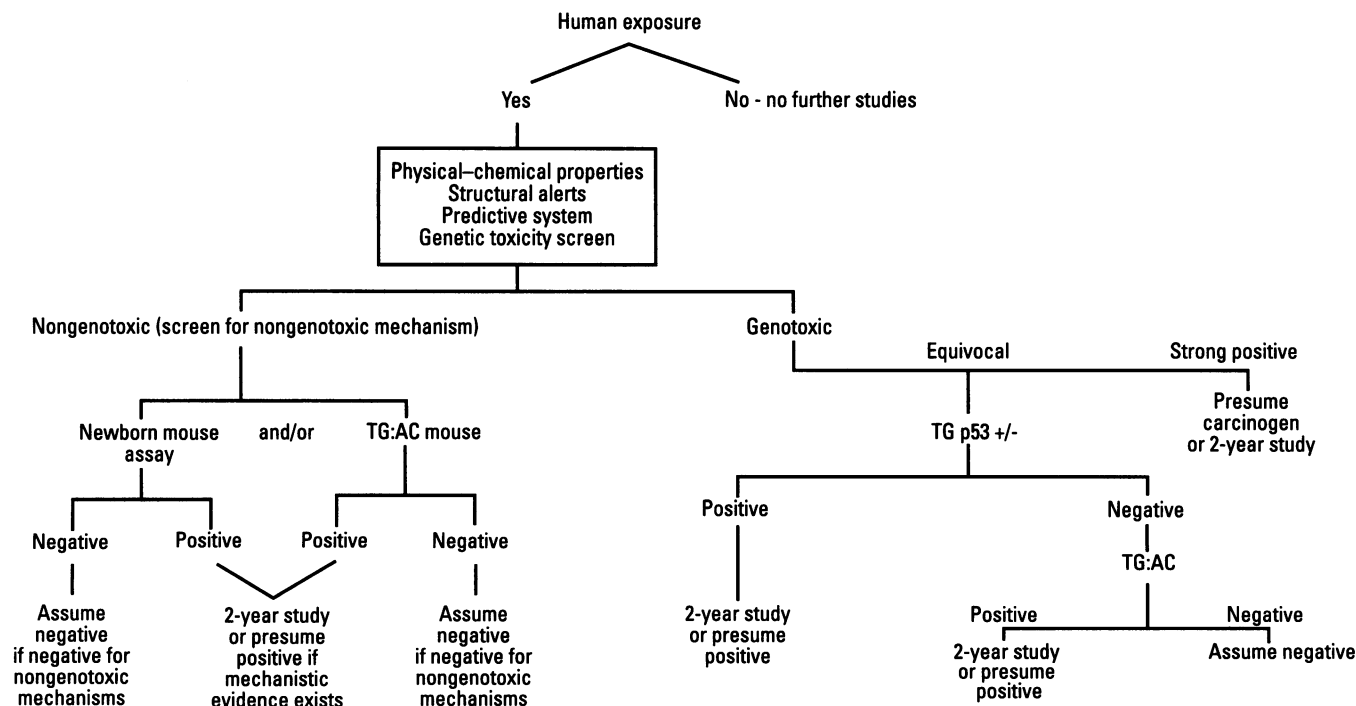 Human exposure
Yes
No - no further studies
Physical–chemical properties
Structural alerts
Predictive system
Genetic toxicity screen
Nongenotoxic (screen for nongenotoxic mechanism)
Genotoxic
Equivocal
Strong positive
Newborn mouse
assay
and/or
TG:AC mouse
TG p53 +/-
Presume
carcinogen
or 2-year study
Negative
Positive
Positive
Negative
Positive
Negative
TG:AC
Assume
negative
if negative for
nongenotoxic
mechanisms
2-year study
or presume
positive if
mechanistic
evidence exists
Assume
negative
if negative for
nongenotoxic
mechanisms
2-year study
or presume
positive
Positive
Negative
2-year study
or presume
positive
Assume negative